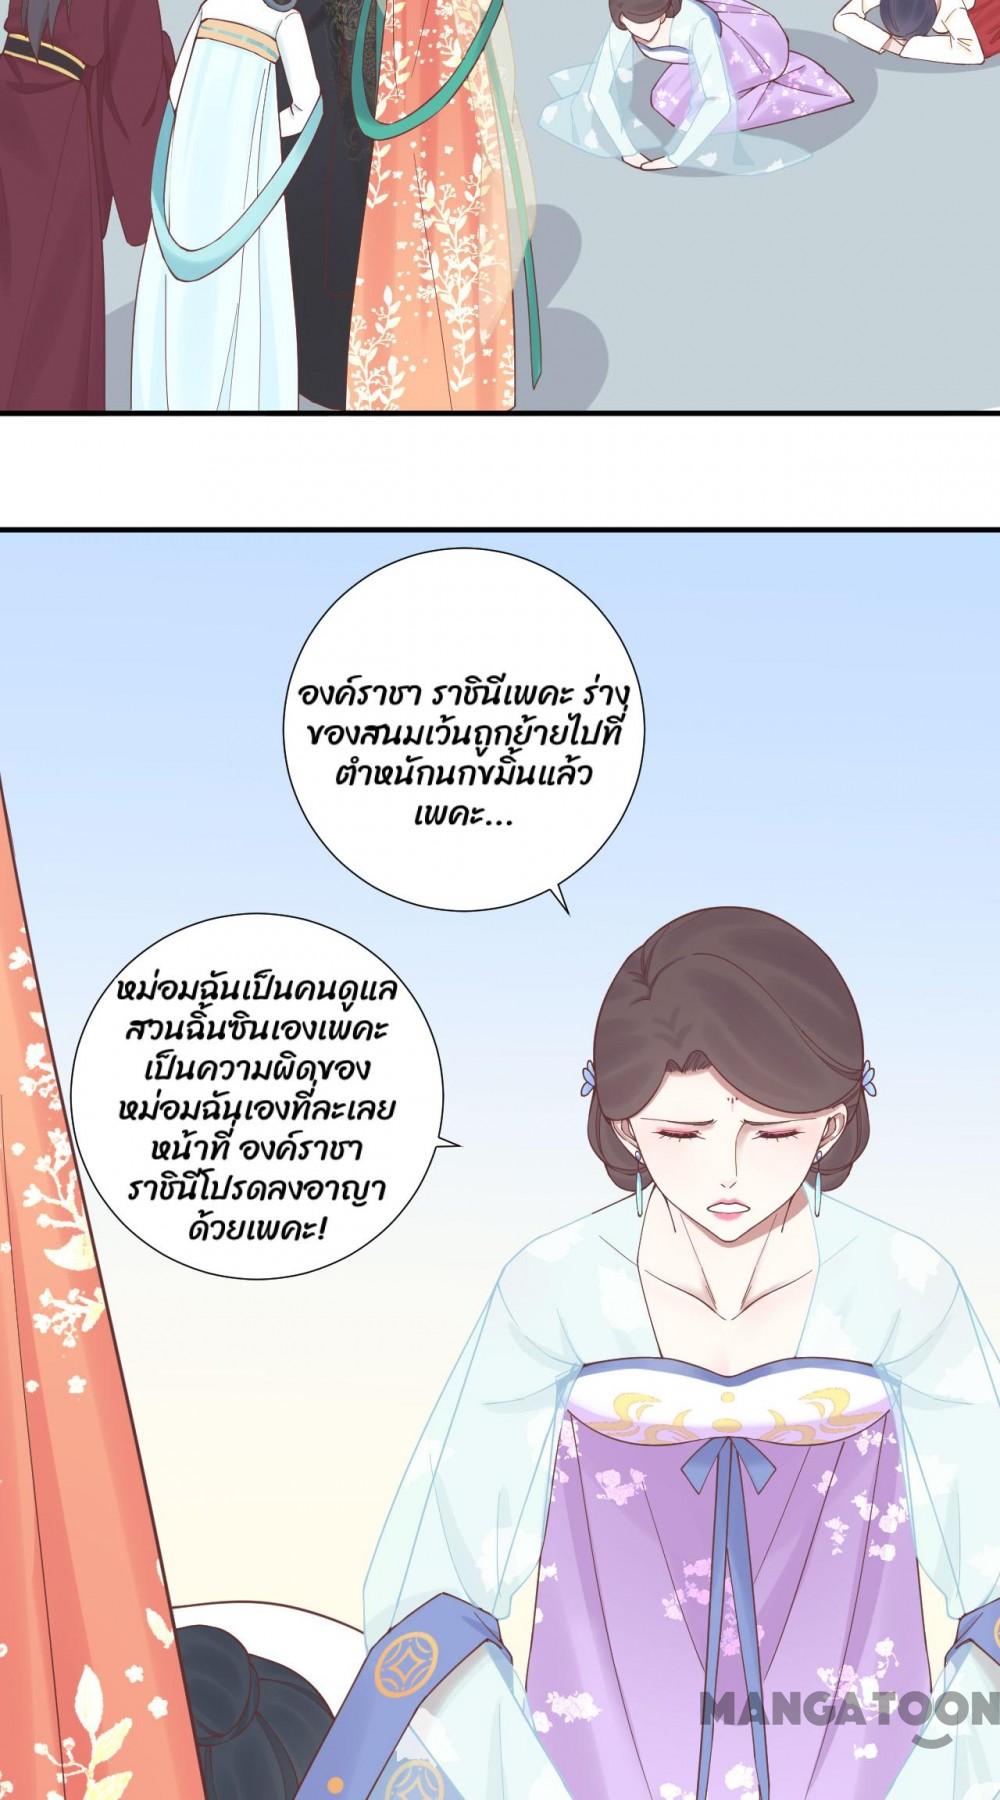 องค์ราชา ราชินีเพคะ ร่าง
ของสนมเว้นถูกย้ายไปที่
ตำหนักนกขมิ้นแล้ว
เพคะ...
หม่อมฉันเป็นคนดูแล
สวนฉิ้นซินเองเพคะ
เป็นความผิดของ
หม่อมฉันเองที่ละเลย
หน้าที่ องค์ราชา
ราชินีโปรดลงอาญา
ด้วยเพคะ!
MANGATOON